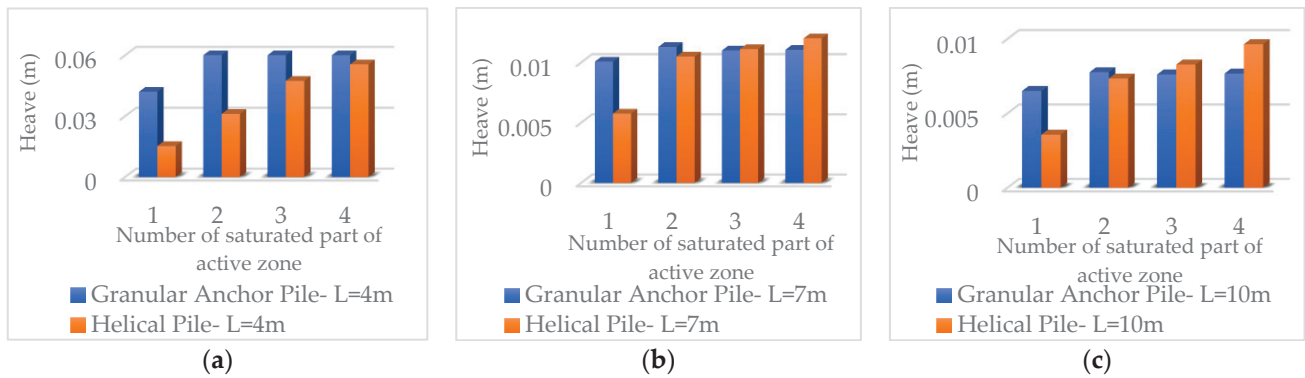 Heave (m)
0.06
0.03
0
1 2 3 4
Number of saturated part of
active zone
Granular Anchor Pile- L=4m
Helical Pile- L=4m
(a)
Heave (m)
0.01
0.005
0
1 2 3 4
Number of saturated part of
active zone
Granular Anchor Pile- L=7m
Helical Pile- L=7m
(b)
Heave (m)
0.01
0.005
0
1 2 3 4
Number of saturated part of
active zone
Granular Anchor Pile- L=10m
Helical Pile- L=10m
(c)